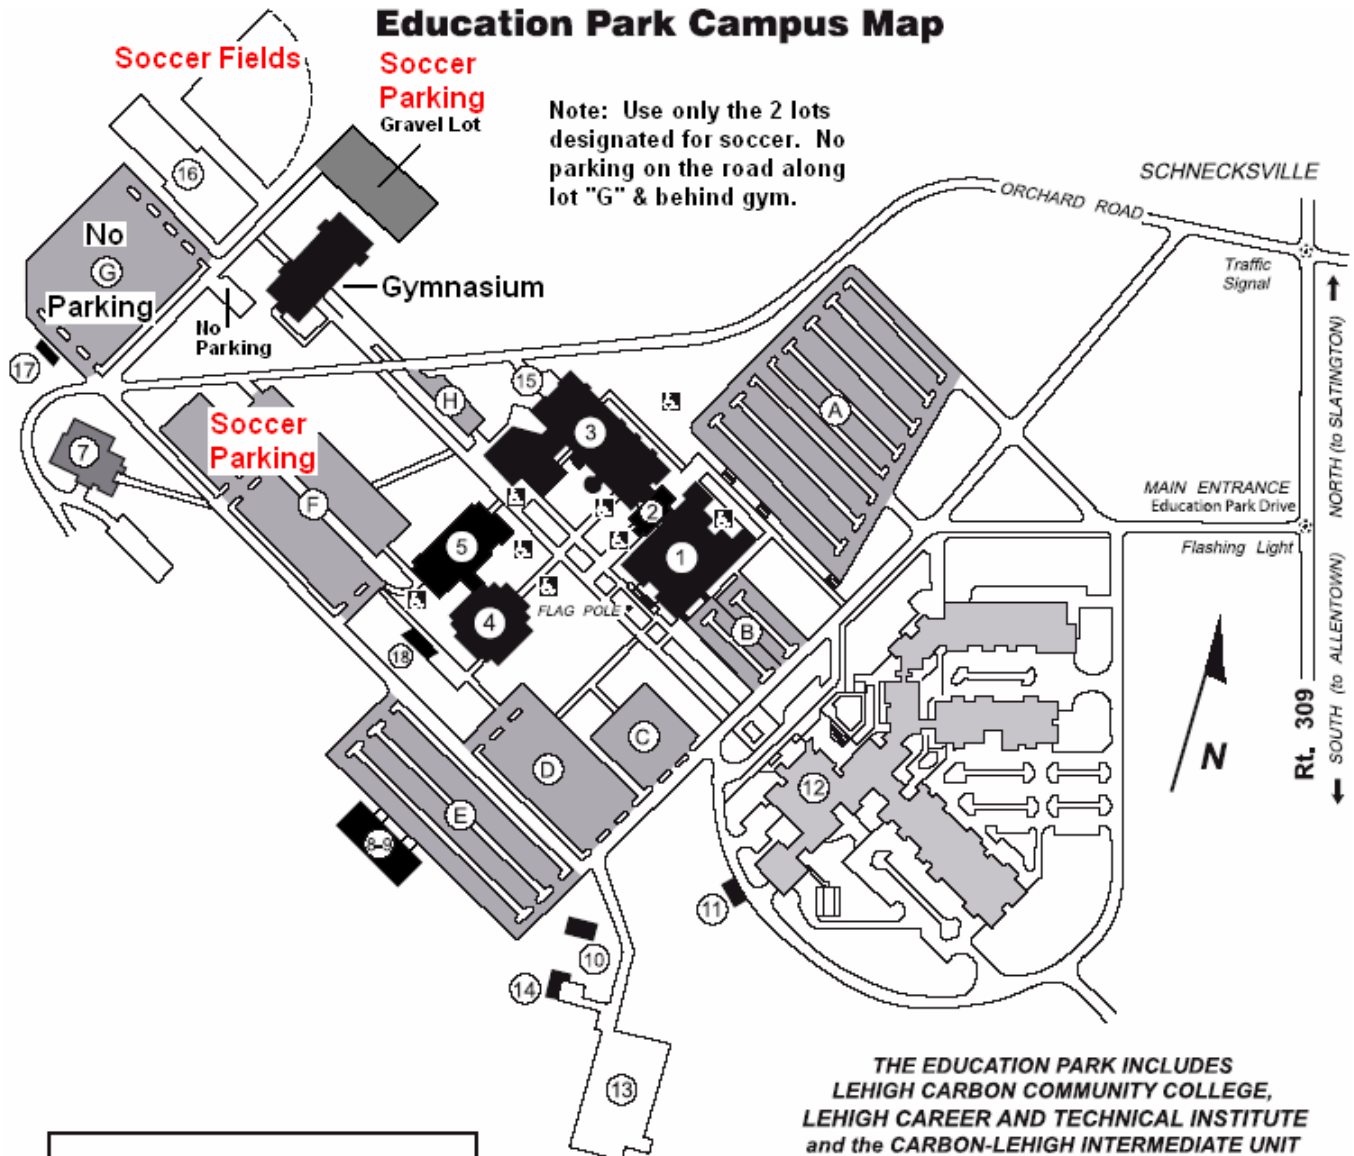 Education Park Campus Map
Soccer Fields
Soccer
Parking
Gravel Lot
Note: Use only the 2 lots
designated for soccer. No
parking on the road along
lot "G" & behind gym.
SCHNECKSVILLE
ORCHARD ROAD
Traffic
Signal
16
No
G
Parking
Gymnasium
No
Parking
17
H
15
3
A
7
Soccer
Parking
F
2
5
1
4
FLAG POLE
B
18
MAIN ENTRANCE
Education Park Drive
Flashing Light
NORTH (to SLATINGTON)
SOUTH (to ALLENTOWN)
Rt. 309
N
C
D
E
8-9
12
11
10
14
13
THE EDUCATION PARK INCLUDES
LEHIGH CARBON COMMUNITY COLLEGE,
LEHIGH CAREER AND TECHNICAL INSTITUTE
and the CARBON-LEHIGH INTERMEDIATE UNIT